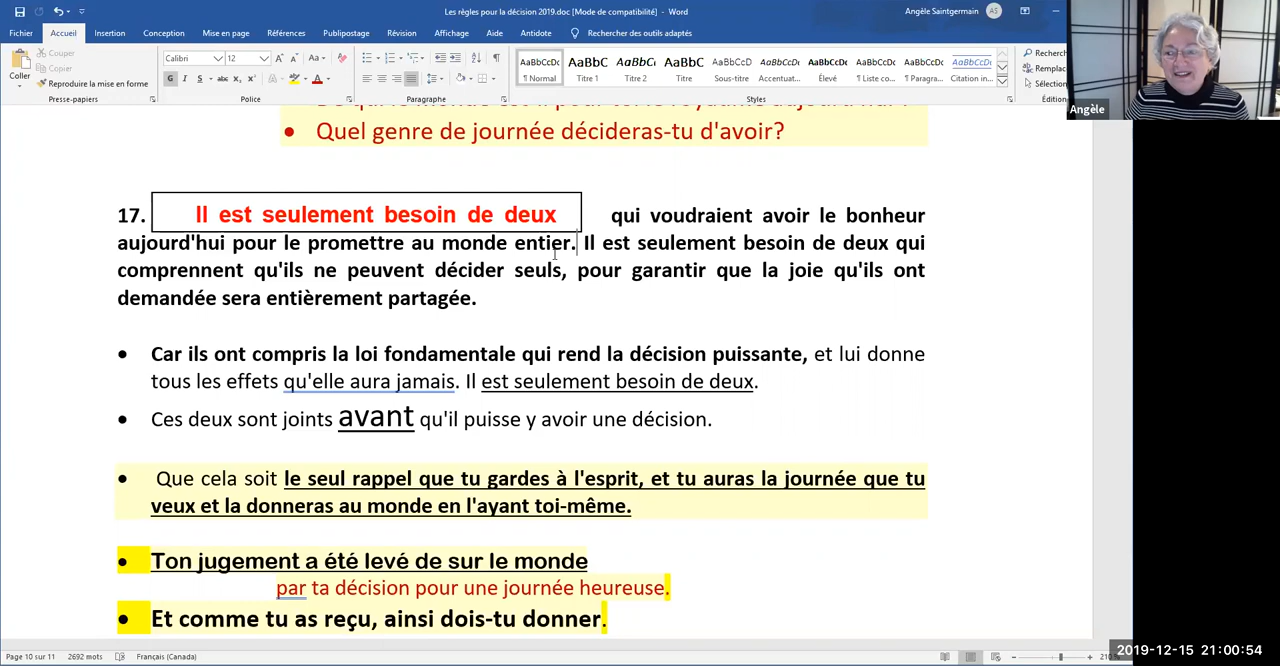 Les règles pour la décision 2019.doc [Mode de compatibilité] - Word
Angèle Saintgermain AS
Fichier Accueil Insertion Conception Mise en page Références Publipostage Révision Affichage Aide Antidote Rechercher des outils adaptés
Coller
Couper
Copier
Reproduire la mise en forme
Presse-papiers
Calibri 12
G I S abc x₂ x²
Police
Paragraphe
AaBbCcDc AaBbC AaBbCc AaBbC AaBbCcD AaBbCcDc AaBbCcDc AaBbCcDc AaBbCcDc AaBbCcDc
¶ Normal Titre 1 Titre 2 Titre Sous-titre Accentuat... Élevé ¶ Liste co... ¶ Paragra... Citation in...
Styles
Recherch
Remplac
Sélection
Édition
Angèle
• Quel genre de journée décideras-tu d'avoir?
17. Il est seulement besoin de deux qui voudraient avoir le bonheur
aujourd'hui pour le promettre au monde entier. Il est seulement besoin de deux qui
comprennent qu'ils ne peuvent décider seuls, pour garantir que la joie qu'ils ont
demandée sera entièrement partagée.
• Car ils ont compris la loi fondamentale qui rend la décision puissante, et lui donne
tous les effets qu'elle aura jamais. Il est seulement besoin de deux.
• Ces deux sont joints avant qu'il puisse y avoir une décision.
• Que cela soit le seul rappel que tu gardes à l'esprit, et tu auras la journée que tu
veux et la donneras au monde en l'ayant toi-même.
• Ton jugement a été levé de sur le monde
par ta décision pour une journée heureuse.
• Et comme tu as reçu, ainsi dois-tu donner.
Page 10 sur 11 2692 mots Français (Canada)
2019-12-15 21:00:54